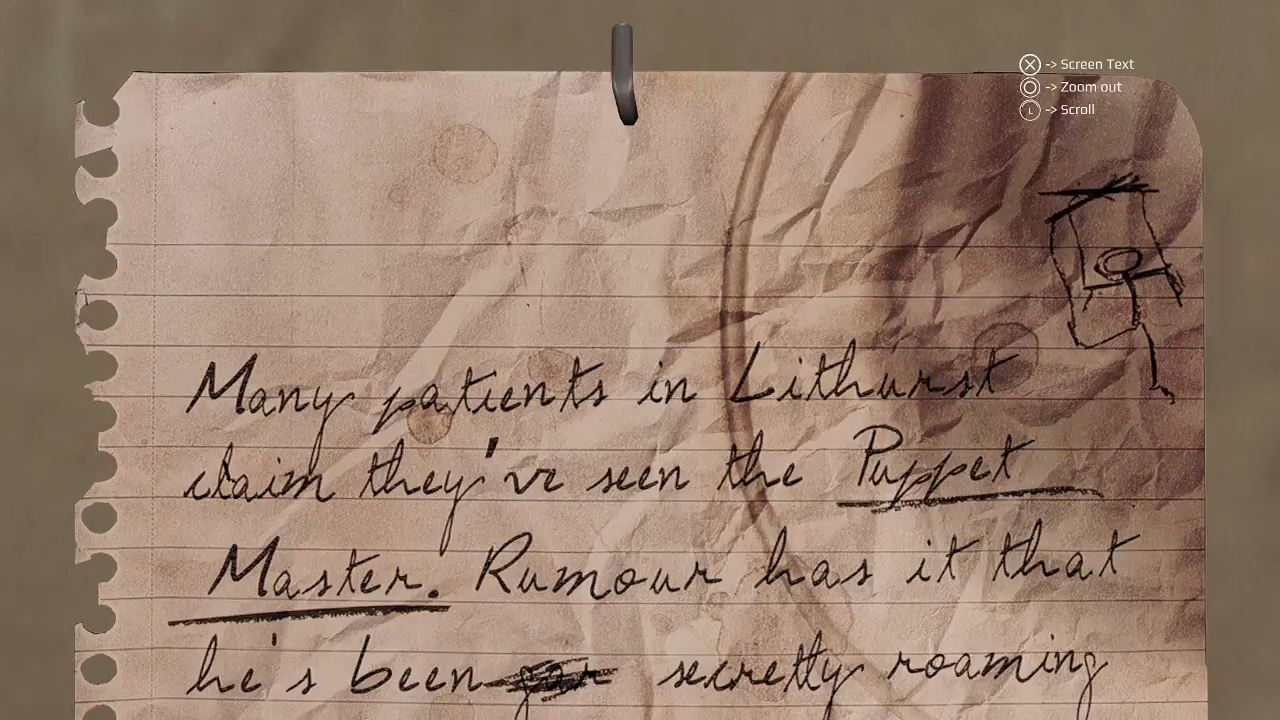 -> Screen Text
-> Zoom out
L -> Scroll
Many patients in Lithurst
claim they've seen the Puppet
Master. Rumour has it that
he's been secretly roaming